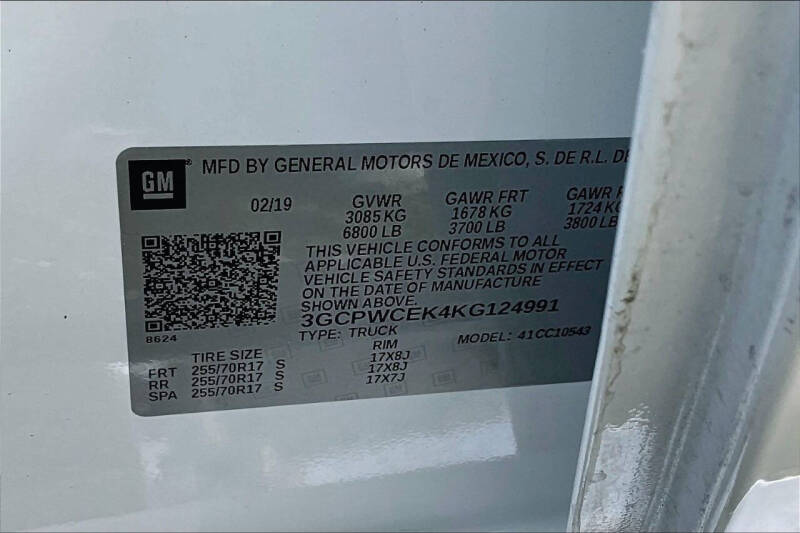 GM
MFD BY GENERAL MOTORS DE MEXICO, S. DE R.L. DE
02/19 GVWR GAWR FRT GAWR
3085 KG 1678 KG 1724 KG
6800 LB 3700 LB 3800 LB
THIS VEHICLE CONFORMS TO ALL
APPLICABLE U.S. FEDERAL MOTOR
VEHICLE SAFETY STANDARDS IN EFFECT
ON THE DATE OF MANUFACTURE
SHOWN ABOVE
3GCPWCEK4KG124991
8624
TYPE: TRUCK MODEL: 41CC10543
TIRE SIZE RIM
FRT 255/70R17 S 17X8J
RR 255/70R17 S 17X8J
SPA 255/70R17 S 17X7J